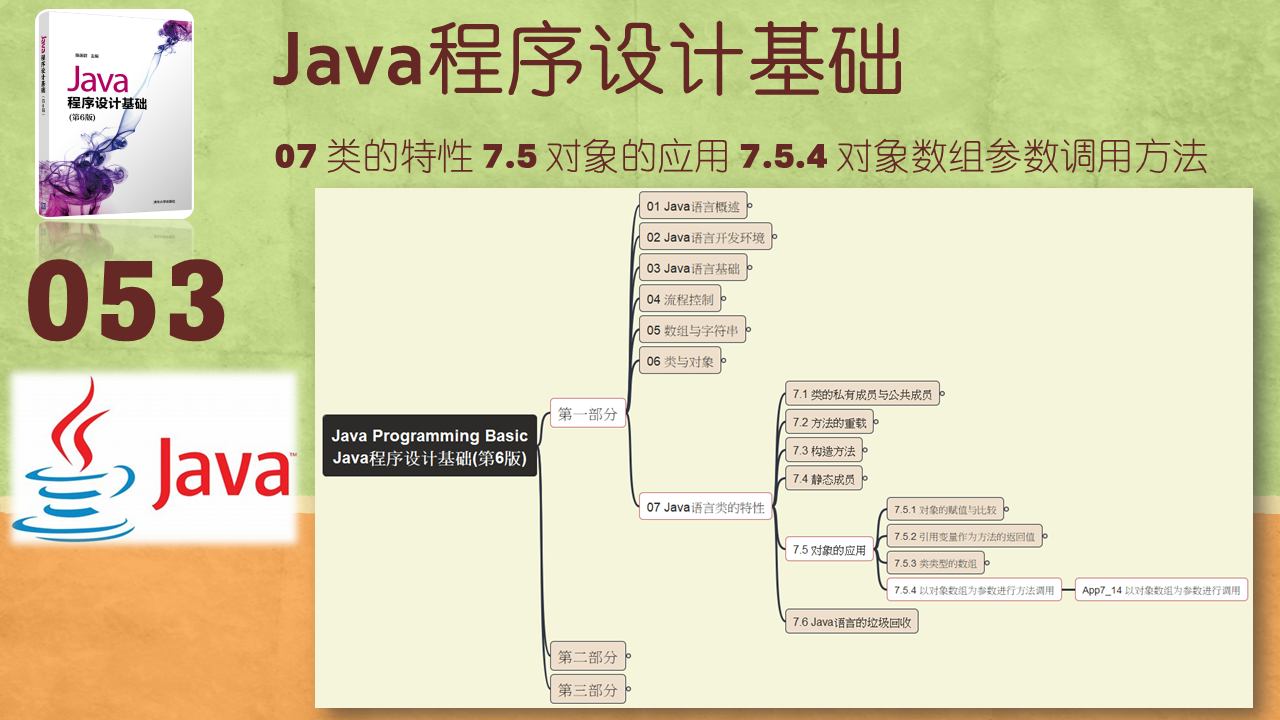 Java程序设计基础
07 类的特性 7.5 对象的应用 7.5.4 对象数组参数调用方法
陈国君 主编
Java
程序设计基础
(第6版)
清华大学出版社
053
Java™
Java Programming Basic
Java程序设计基础(第6版)
第一部分
01 Java语言概述
02 Java语言开发环境
03 Java语言基础
04 流程控制
05 数组与字符串
06 类与对象
07 Java语言类的特性
7.1 类的私有成员与公共成员
7.2 方法的重载
7.3 构造方法
7.4 静态成员
7.5 对象的应用
7.5.1 对象的赋值与比较
7.5.2 引用变量作为方法的返回值
7.5.3 类类型的数组
7.5.4 以对象数组为参数进行方法调用
App7_14 以对象数组为参数进行调用
7.6 Java语言的垃圾回收
第二部分
第三部分